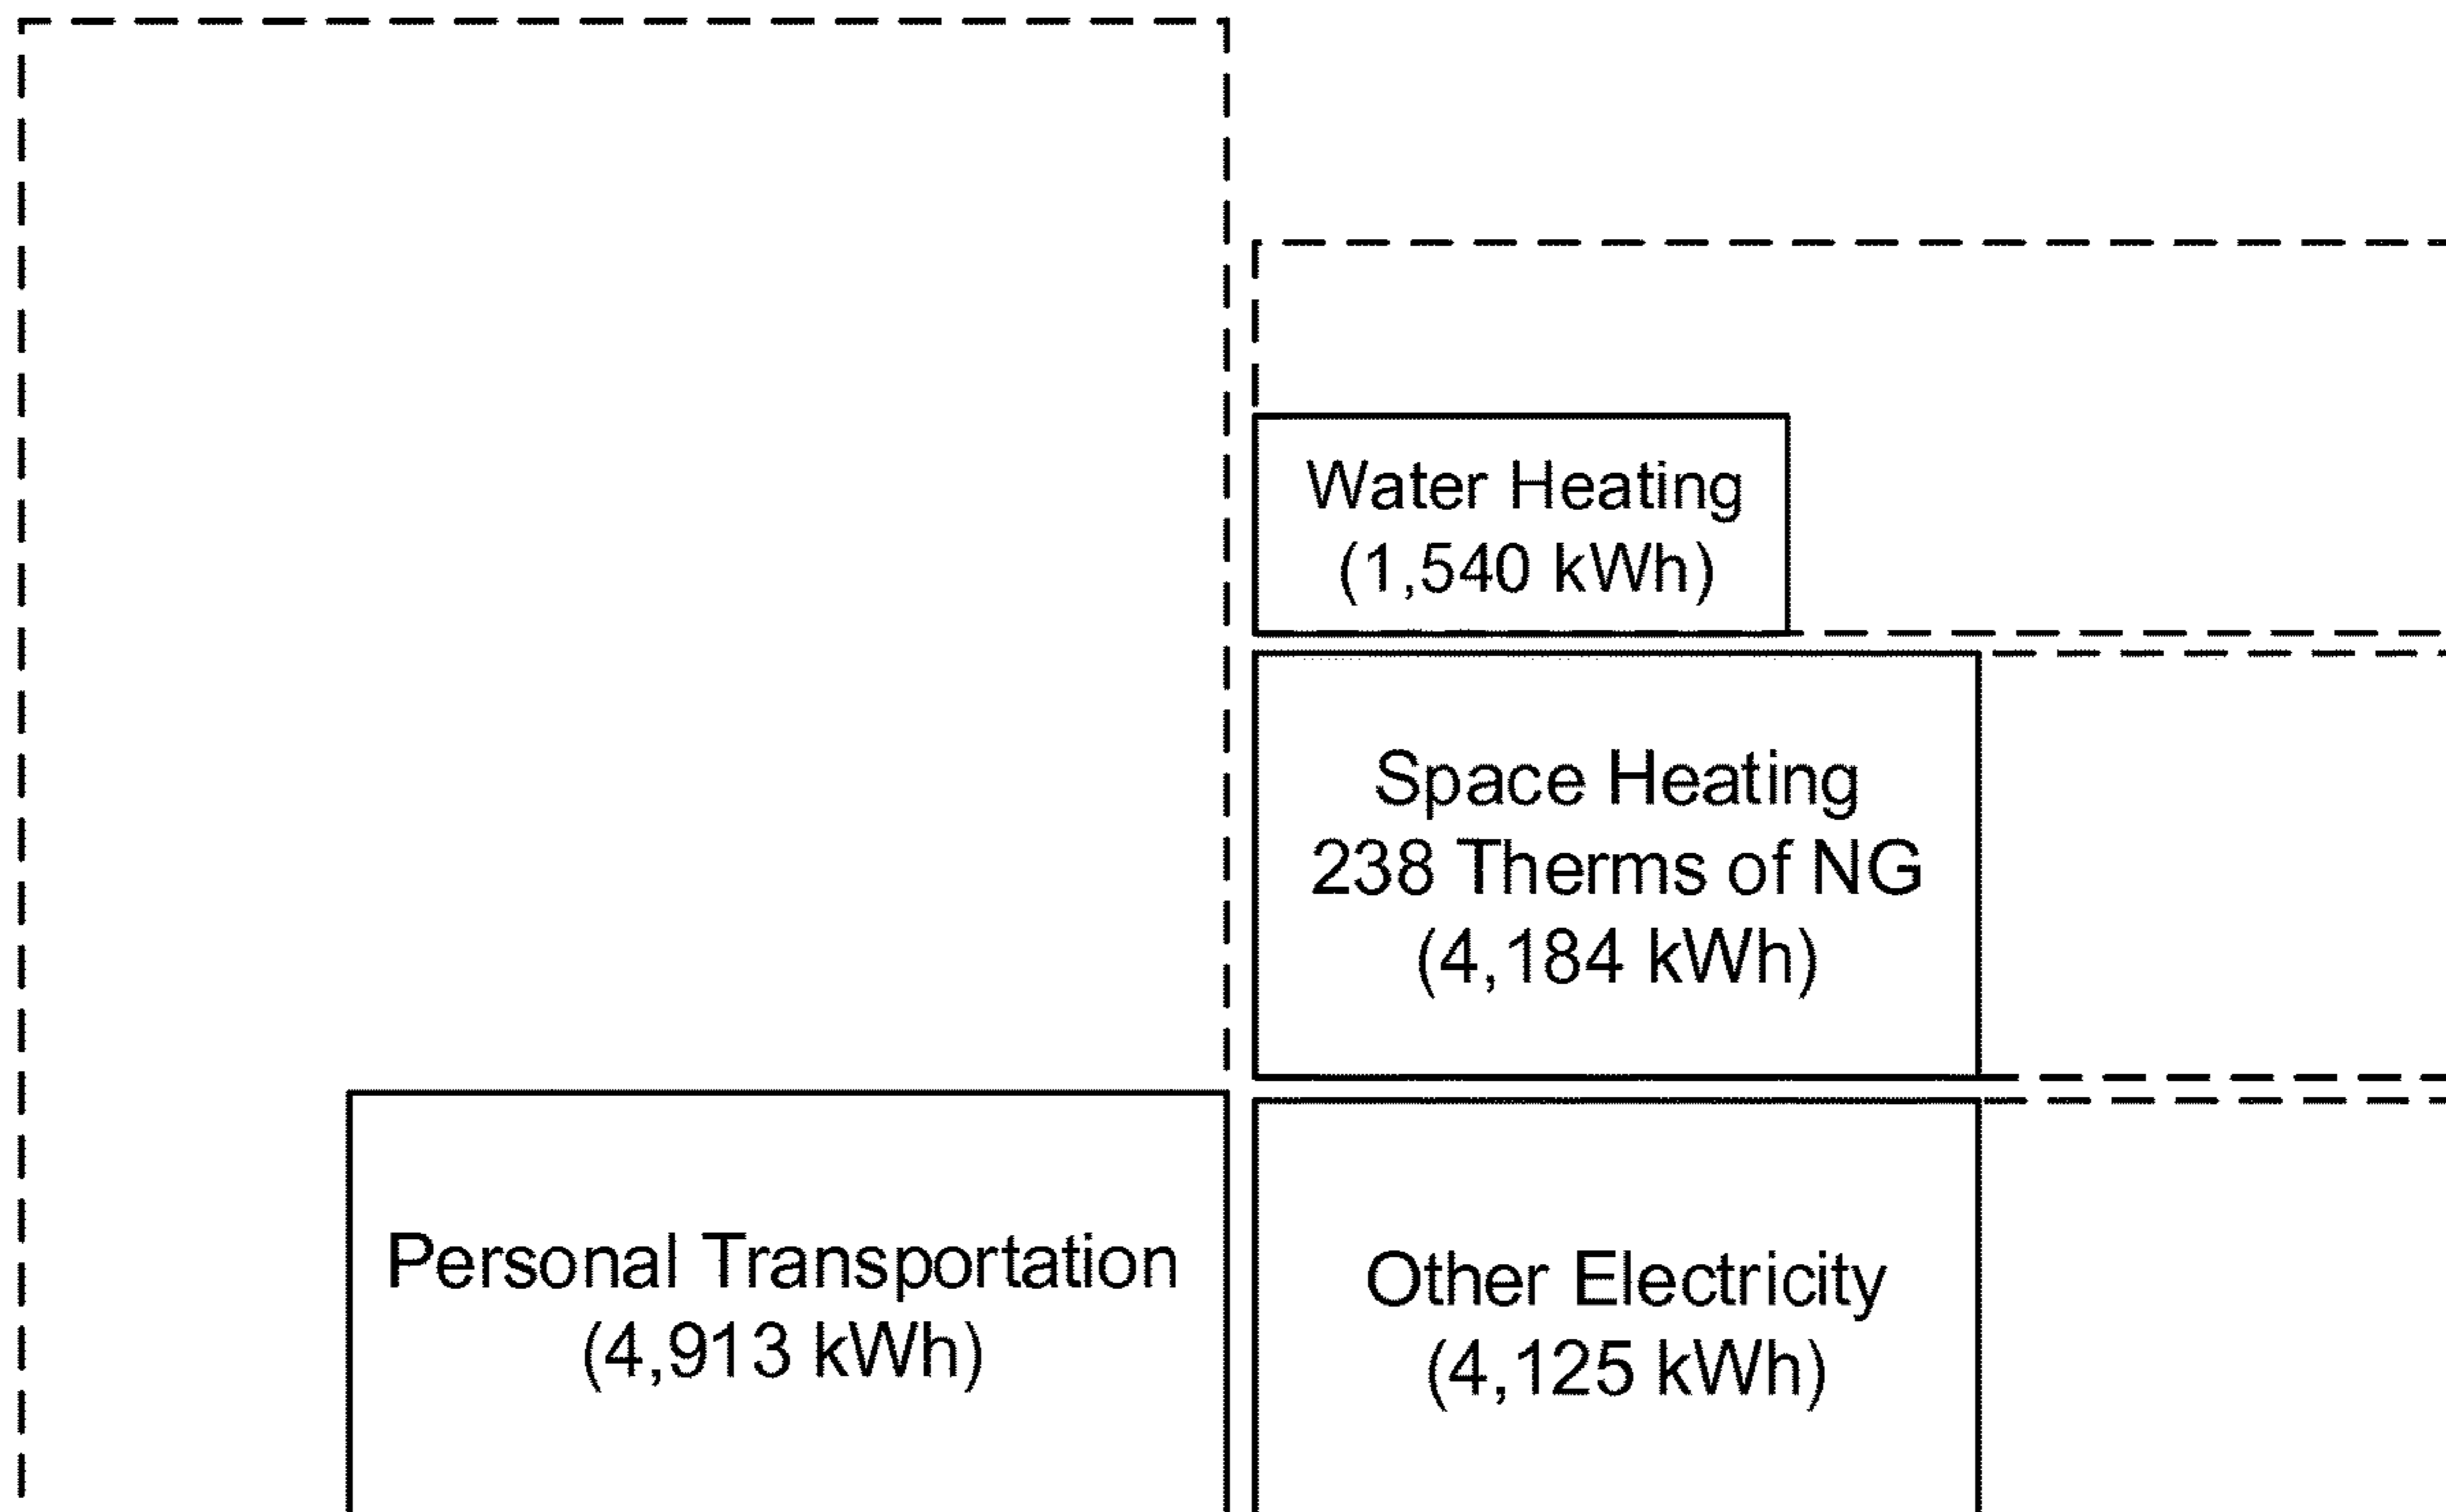 Water Heating
(1,540 kWh)
Space Heating
238 Therms of NG
(4,184 kWh)
Personal Transportation
(4,913 kWh)
Other Electricity
(4,125 kWh)